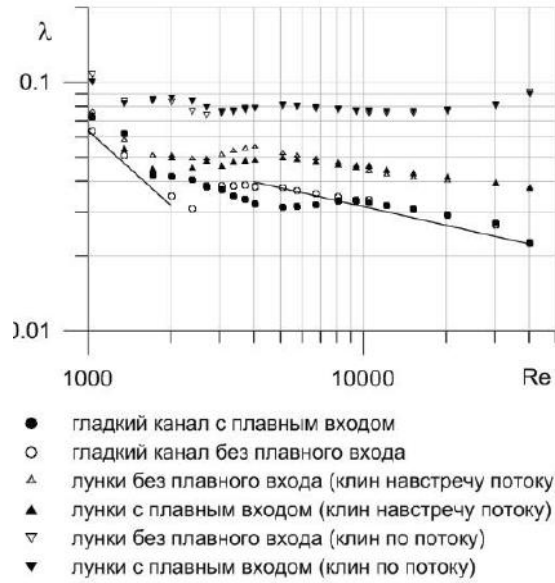 λ
0.1
0.01
1000
10000
Re
гладкий канал с плавным входом
гладкий канал без плавного входа
лунки без плавного входа (клин навстречу потоку
лунки с плавным входом (клин навстречу потоку)
лунки без плавного входа (клин по потоку)
лунки с плавным входом (клин по потоку)